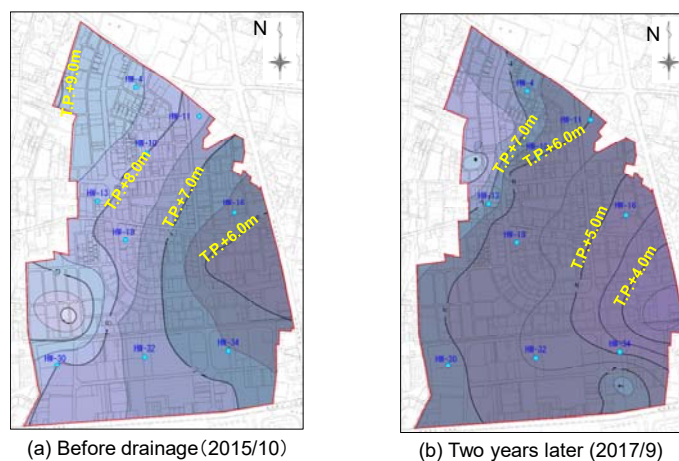 N
T.P.+9.0m
HW-4
HW-11
HW-10
T.P.+8.0m
T.P.+7.0m
HW-13
HW-16
HW-18
T.P.+6.0m
HW-30
HW-32
HW-34
(a) Before drainage(2015/10)
N
HW-4
T.P.+7.0m
HW-11
T.P.+6.0m
HW-13
HW-16
HW-18
T.P.+5.0m
T.P.+4.0m
HW-30
HW-32
HW-34
(b) Two years later (2017/9)